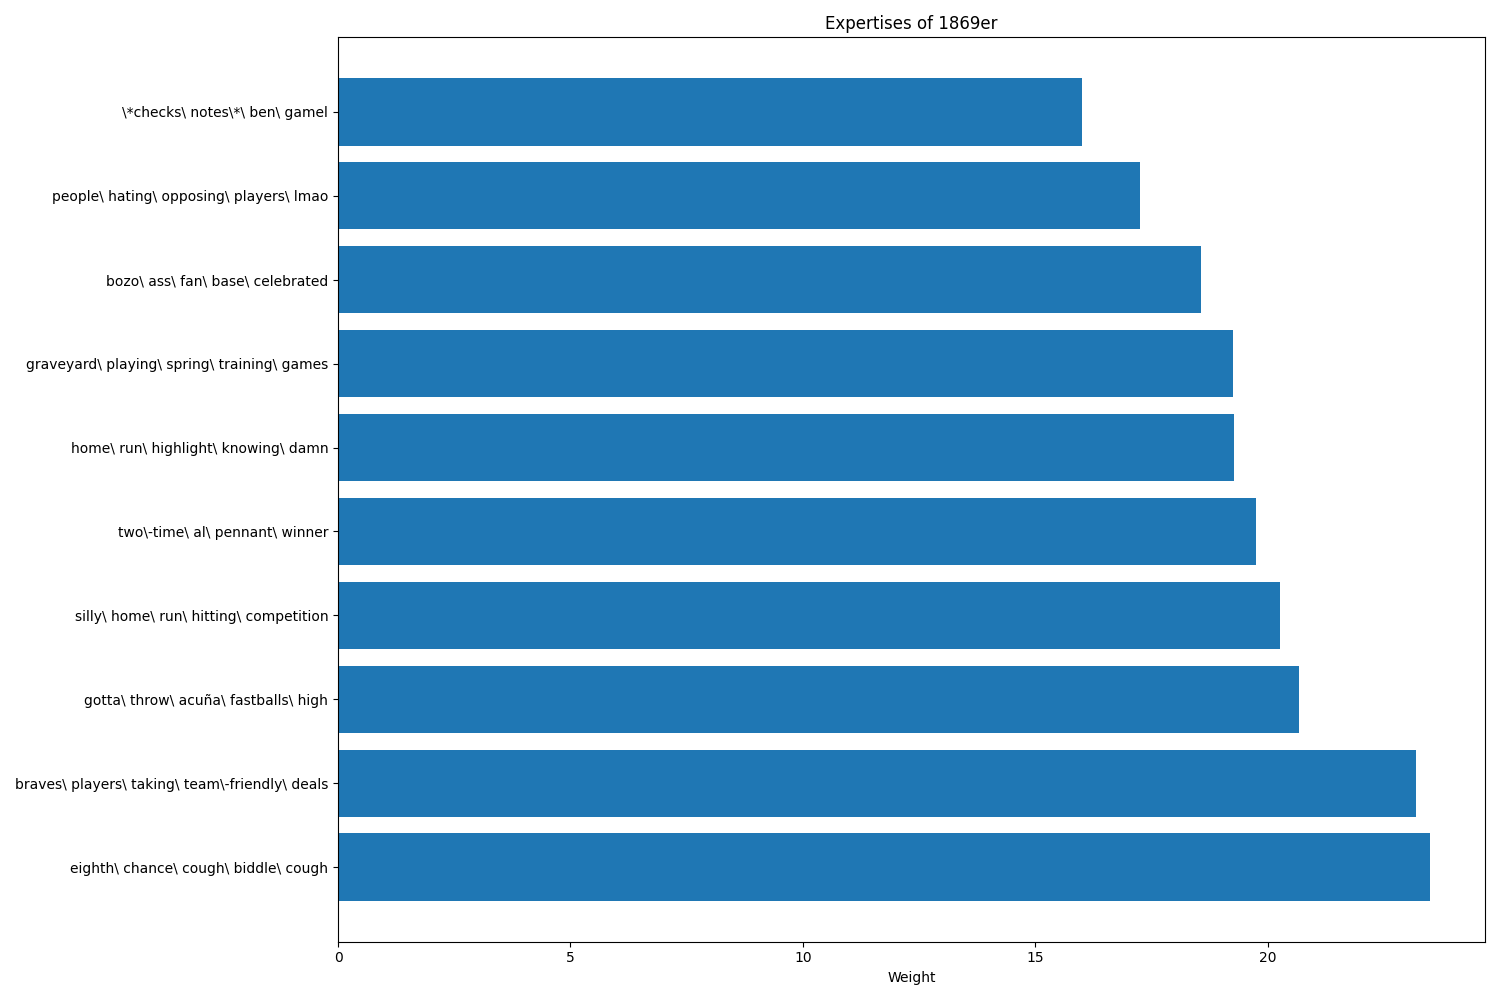 Expertises of 1869er
\*checks\ notes\*\ ben\ gamel
people\ hating\ opposing\ players\ lmao
bozo\ ass\ fan\ base\ celebrated
graveyard\ playing\ spring\ training\ games
home\ run\ highlight\ knowing\ damn
two\-time\ al\ pennant\ winner
silly\ home\ run\ hitting\ competition
gotta\ throw\ acuña\ fastballs\ high
braves\ players\ taking\ team\-friendly\ deals
eighth\ chance\ cough\ biddle\ cough
0 5 10 15 20
Weight